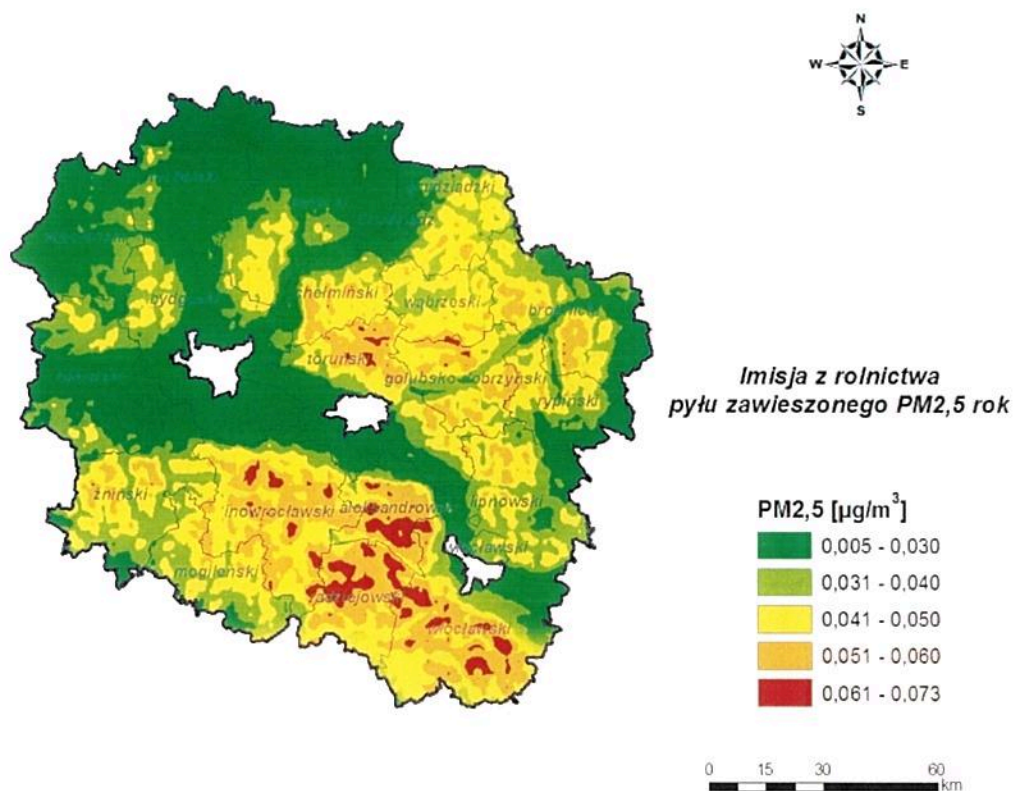 N
W E
S
grudziądzki
chełmiński
wąbrzeski
bydgoski
toruński
golubsko-dobrzyński
rypiński
Imisja z rolnictwa
pyłu zawieszonego PM2,5 rok
żniński
inowrocławski
aleksandrowski
lipnowski
włocławski
mogileński
radziejowski
włocławski
PM2,5 [µg/m³]
0,005 - 0,030
0,031 - 0,040
0,041 - 0,050
0,051 - 0,060
0,061 - 0,073
0 15 30 60
km